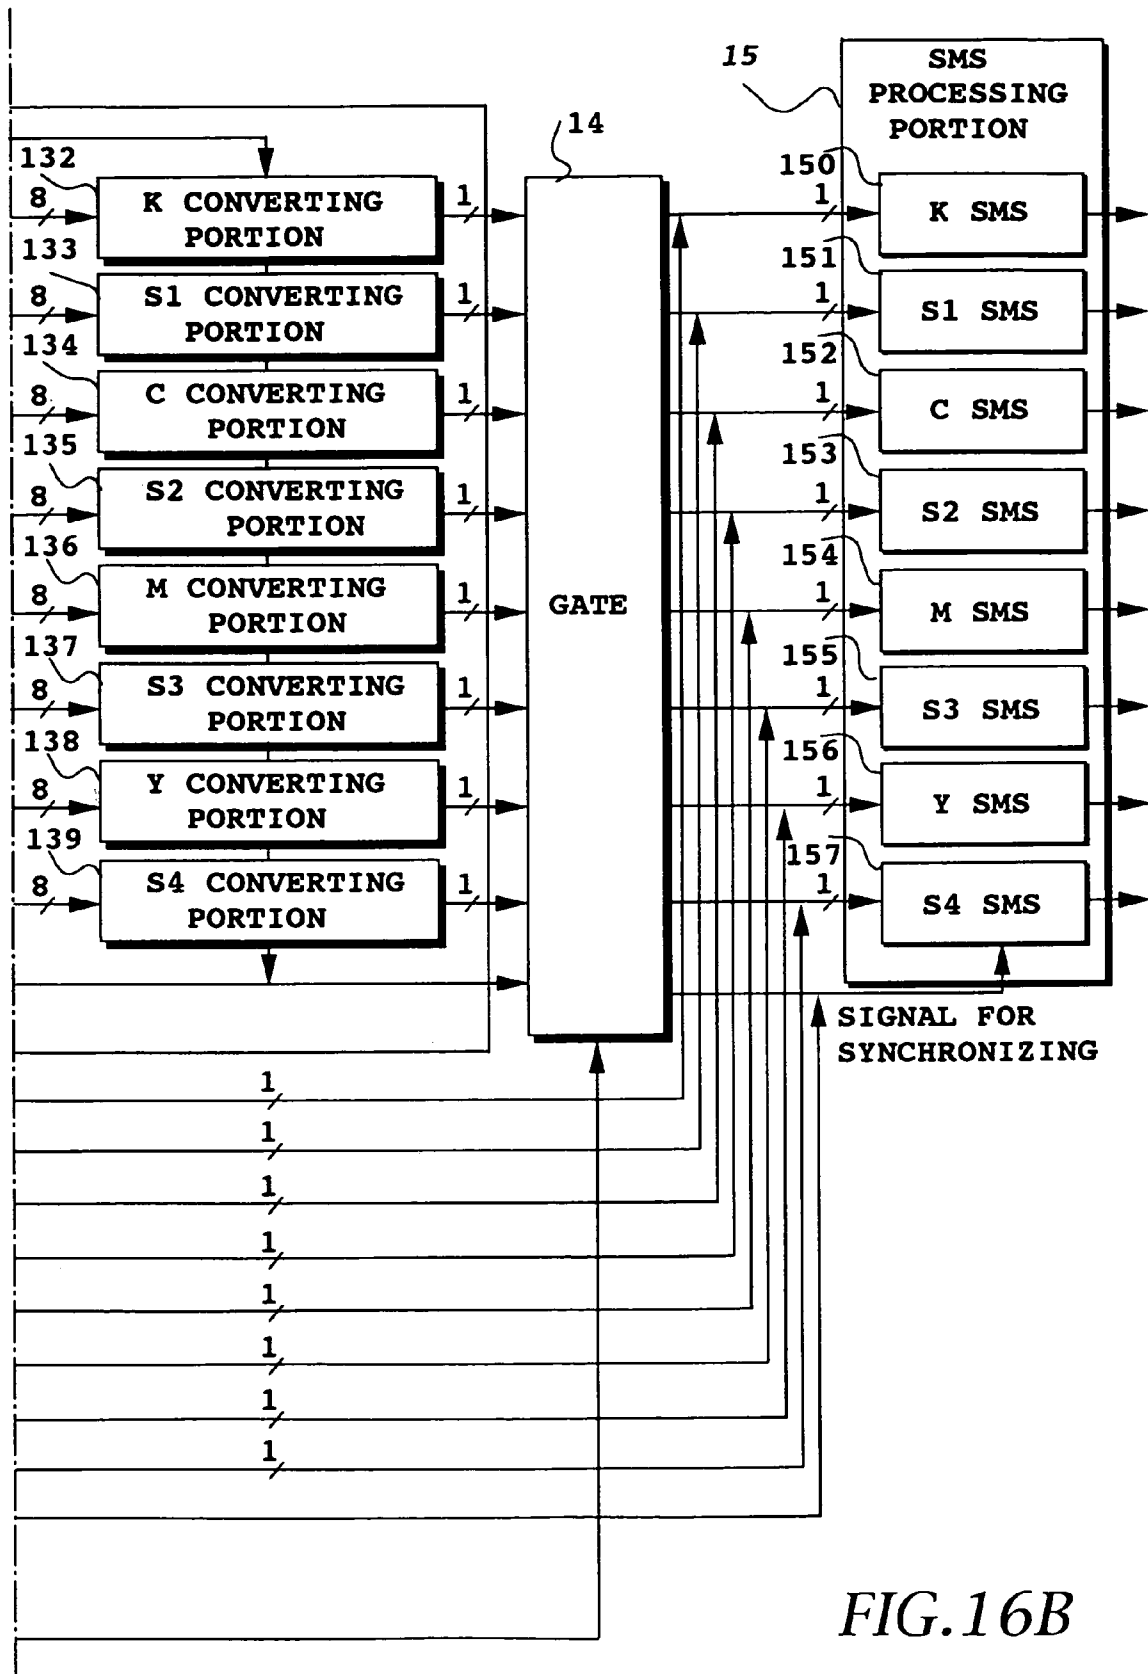 15
SMS
PROCESSING
PORTION
14
132
8
K CONVERTING
PORTION
1
1
150
K SMS
133
8
S1 CONVERTING
PORTION
1
1
151
S1 SMS
134
8
C CONVERTING
PORTION
1
1
152
C SMS
135
8
S2 CONVERTING
PORTION
1
1
153
S2 SMS
136
8
M CONVERTING
PORTION
1
GATE
1
154
M SMS
137
8
S3 CONVERTING
PORTION
1
1
155
S3 SMS
138
8
Y CONVERTING
PORTION
1
1
156
Y SMS
139
8
S4 CONVERTING
PORTION
1
1
157
S4 SMS
SIGNAL FOR
SYNCHRONIZING
1
1
1
1
1
1
1
1
FIG.16B